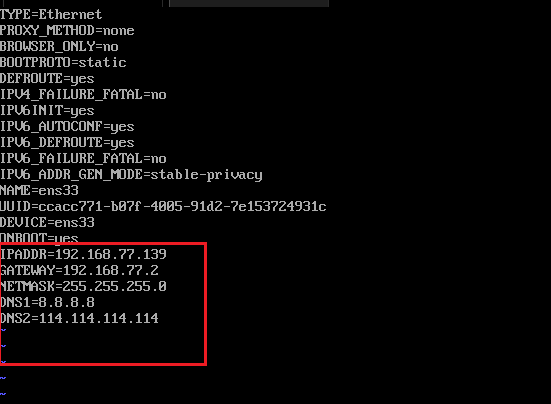 TYPE=Ethernet
PROXY_METHOD=none
BROWSER_ONLY=no
BOOTPROTO=static
DEFROUTE=yes
IPV4_FAILURE_FATAL=no
IPV6INIT=yes
IPV6_AUTOCONF=yes
IPV6_DEFROUTE=yes
IPV6_FAILURE_FATAL=no
IPV6_ADDR_GEN_MODE=stable-privacy
NAME=ens33
UUID=ccacc771-b07f-4005-91d2-7e153724931c
DEVICE=ens33
ONBOOT=yes
IPADDR=192.168.77.139
GATEWAY=192.168.77.2
NETMASK=255.255.255.0
DNS1=8.8.8.8
DNS2=114.114.114.114
~
~
~
~
~